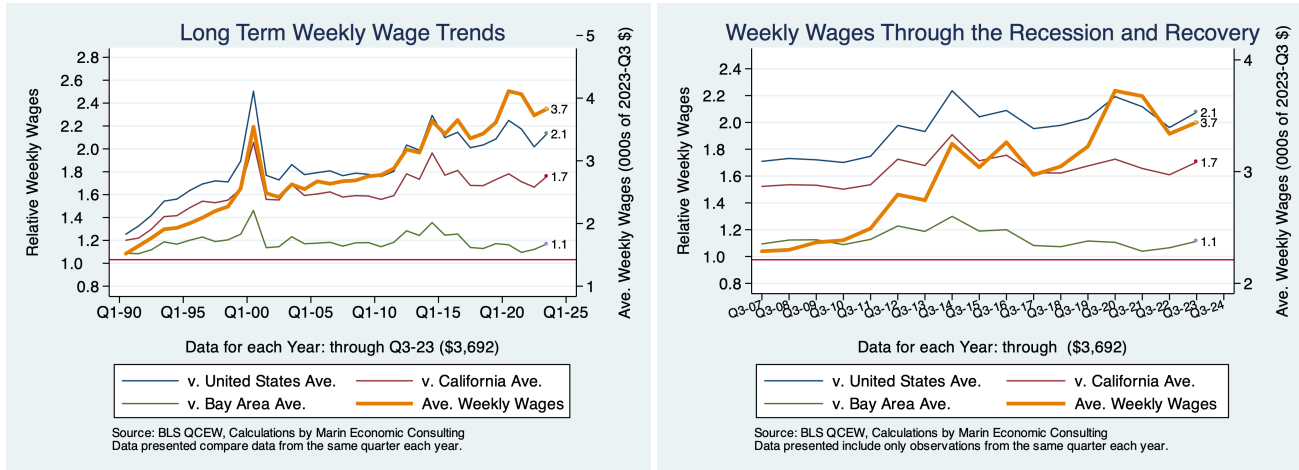 Long Term Weekly Wage Trends
Relative Weekly Wages
2.8
2.6
2.4
2.2
2.0
1.8
1.6
1.4
1.2
1.0
0.8
5
4
3
2
1
Ave. Weekly Wages (000s of 2023-Q3 $)
3.7
2.1
1.7
1.1
Q1-90
Q1-95
Q1-00
Q1-05
Q1-10
Q1-15
Q1-20
Q1-25
Data for each Year: through Q3-23 ($3,692)
v. United States Ave.
v. California Ave.
v. Bay Area Ave.
Ave. Weekly Wages
Source: BLS QCEW, Calculations by Marin Economic Consulting
Data presented compare data from the same quarter each year.
Weekly Wages Through the Recession and Recovery
Relative Weekly Wages
2.4
2.2
2.0
1.8
1.6
1.4
1.2
1.0
0.8
4
3
2
Ave. Weekly Wages (000s of 2023-Q3 $)
2.1
3.7
1.7
1.1
Q3-07
Q3-08
Q3-09
Q3-10
Q3-11
Q3-12
Q3-13
Q3-14
Q3-15
Q3-16
Q3-17
Q3-18
Q3-19
Q3-20
Q3-21
Q3-22
Q3-23
Q3-24
Data for each Year: through ($3,692)
v. United States Ave.
v. California Ave.
v. Bay Area Ave.
Ave. Weekly Wages
Source: BLS QCEW, Calculations by Marin Economic Consulting
Data presented include only observations from the same quarter each year.